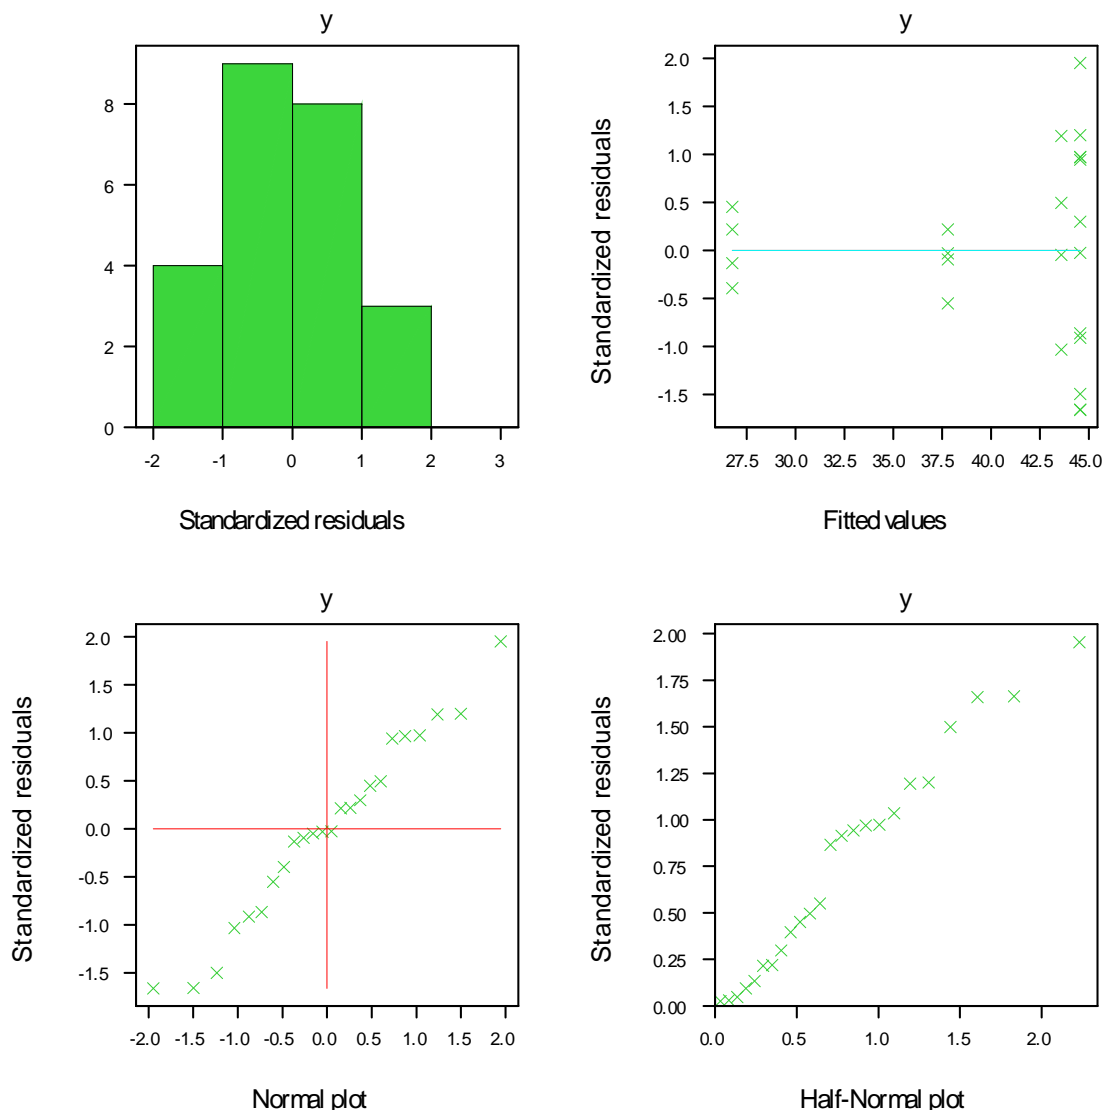 y
8
6
4
2
0
-2 -1 0 1 2 3
Standardized residuals
y
Standardized residuals
2.0
1.5
1.0
0.5
0.0
-0.5
-1.0
-1.5
27.5 30.0 32.5 35.0 37.5 40.0 42.5 45.0
Fitted values
y
Standardized residuals
2.0
1.5
1.0
0.5
0.0
-0.5
-1.0
-1.5
-2.0 -1.5 -1.0 -0.5 0.0 0.5 1.0 1.5 2.0
Normal plot
y
Standardized residuals
2.00
1.75
1.50
1.25
1.00
0.75
0.50
0.25
0.00
0.0 0.5 1.0 1.5 2.0
Half-Normal plot